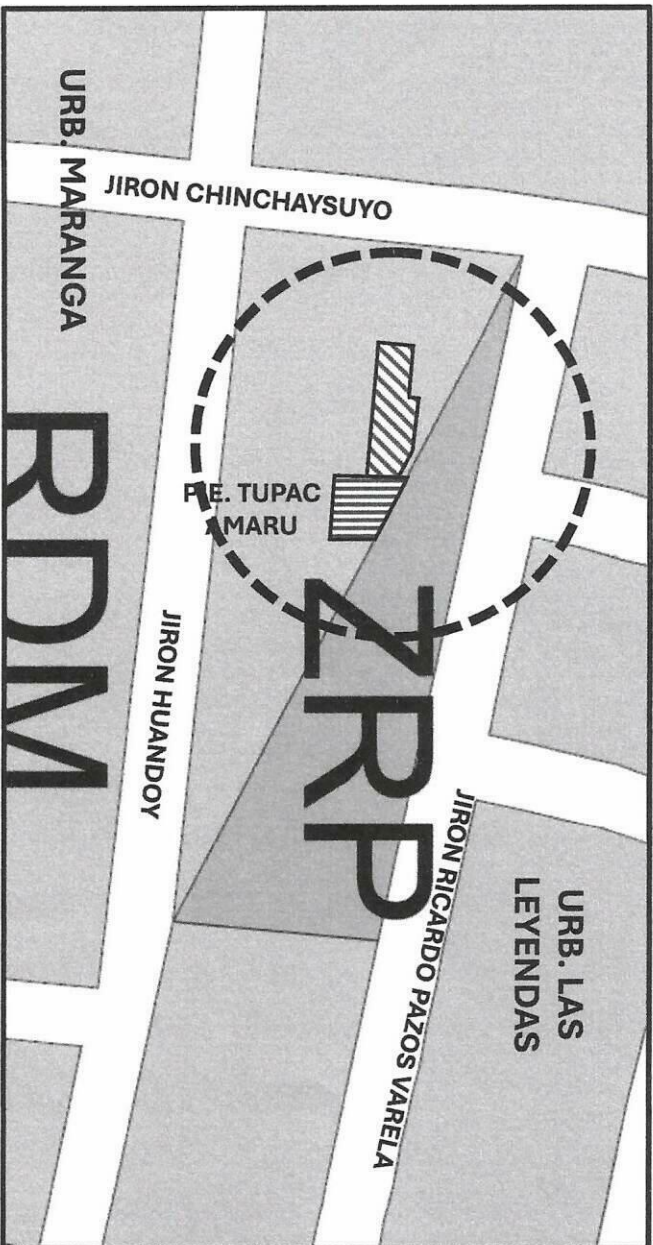 URB. MARANGA
JIRON CHINCHAYSUYO
TUPAC
AMARU
ZRP
RDM
JIRON HUANDOY
JIRON RICARDO PAZOS VARELA
URB. LAS
LEYENDAS